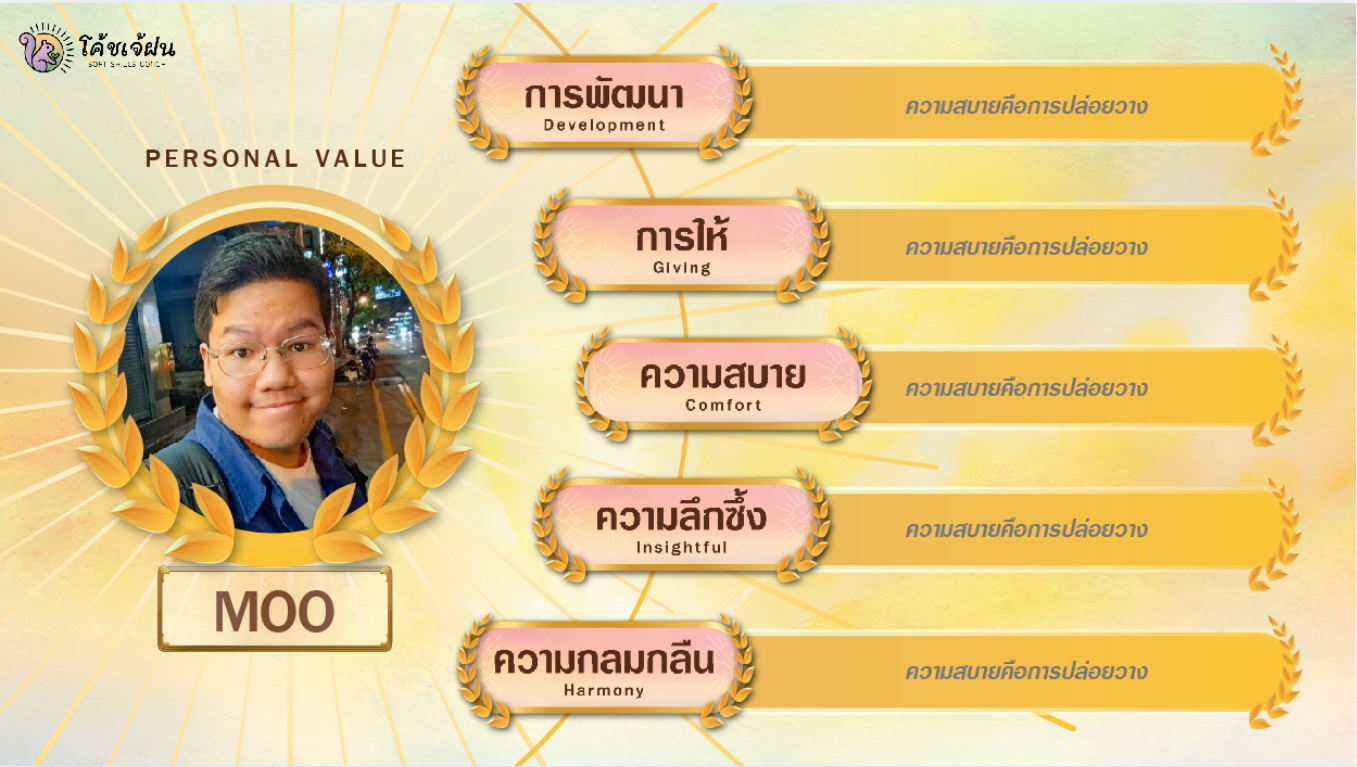 โค้ชเจ้ฝน
SOFT SKILLS COACH
PERSONAL VALUE
MOO
การพัฒนา
Development
ความสบายคือการปล่อยวาง
การให้
Giving
ความสบายคือการปล่อยวาง
ความสบาย
Comfort
ความสบายคือการปล่อยวาง
ความลึกซึ้ง
Insightful
ความสบายคือการปล่อยวาง
ความกลมกลืน
Harmony
ความสบายคือการปล่อยวาง